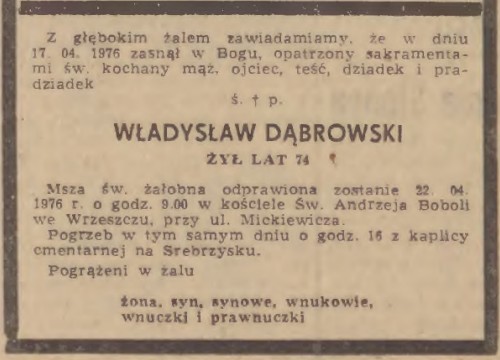 Z głębokim żalem zawiadamiamy, że w dniu
17. 04. 1976 zasnął w Bogu, opatrzony sakramenta-
mi św. kochany mąż, ojciec, teść, dziadek i pra-
dziadek
ś. † p.
WŁADYSŁAW DĄBROWSKI
ŻYŁ LAT 74
Msza św. żałobna odprawiona zostanie 22. 04.
1976 r. o godz. 9.00 w kościele Św. Andrzeja Boboli
we Wrzeszczu, przy ul. Mickiewicza.
Pogrzeb w tym samym dniu o godz. 16 z kaplicy
cmentarnej na Srebrzysku.
Pogrążeni w żalu
żona, syn, synowe, wnukowie,
wnuczki i prawnuczki